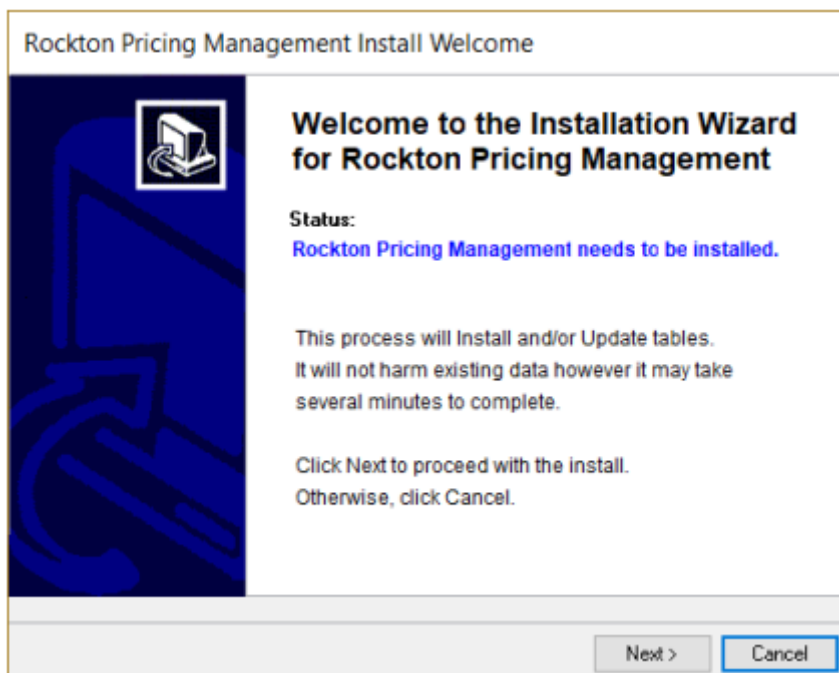 Rockton Pricing Management Install Welcome
Welcome to the Installation Wizard
for Rockton Pricing Management
Status:
Rockton Pricing Management needs to be installed.
This process will Install and/or Update tables.
It will not harm existing data however it may take
several minutes to complete.
Click Next to proceed with the install.
Otherwise, click Cancel.
Next >
Cancel